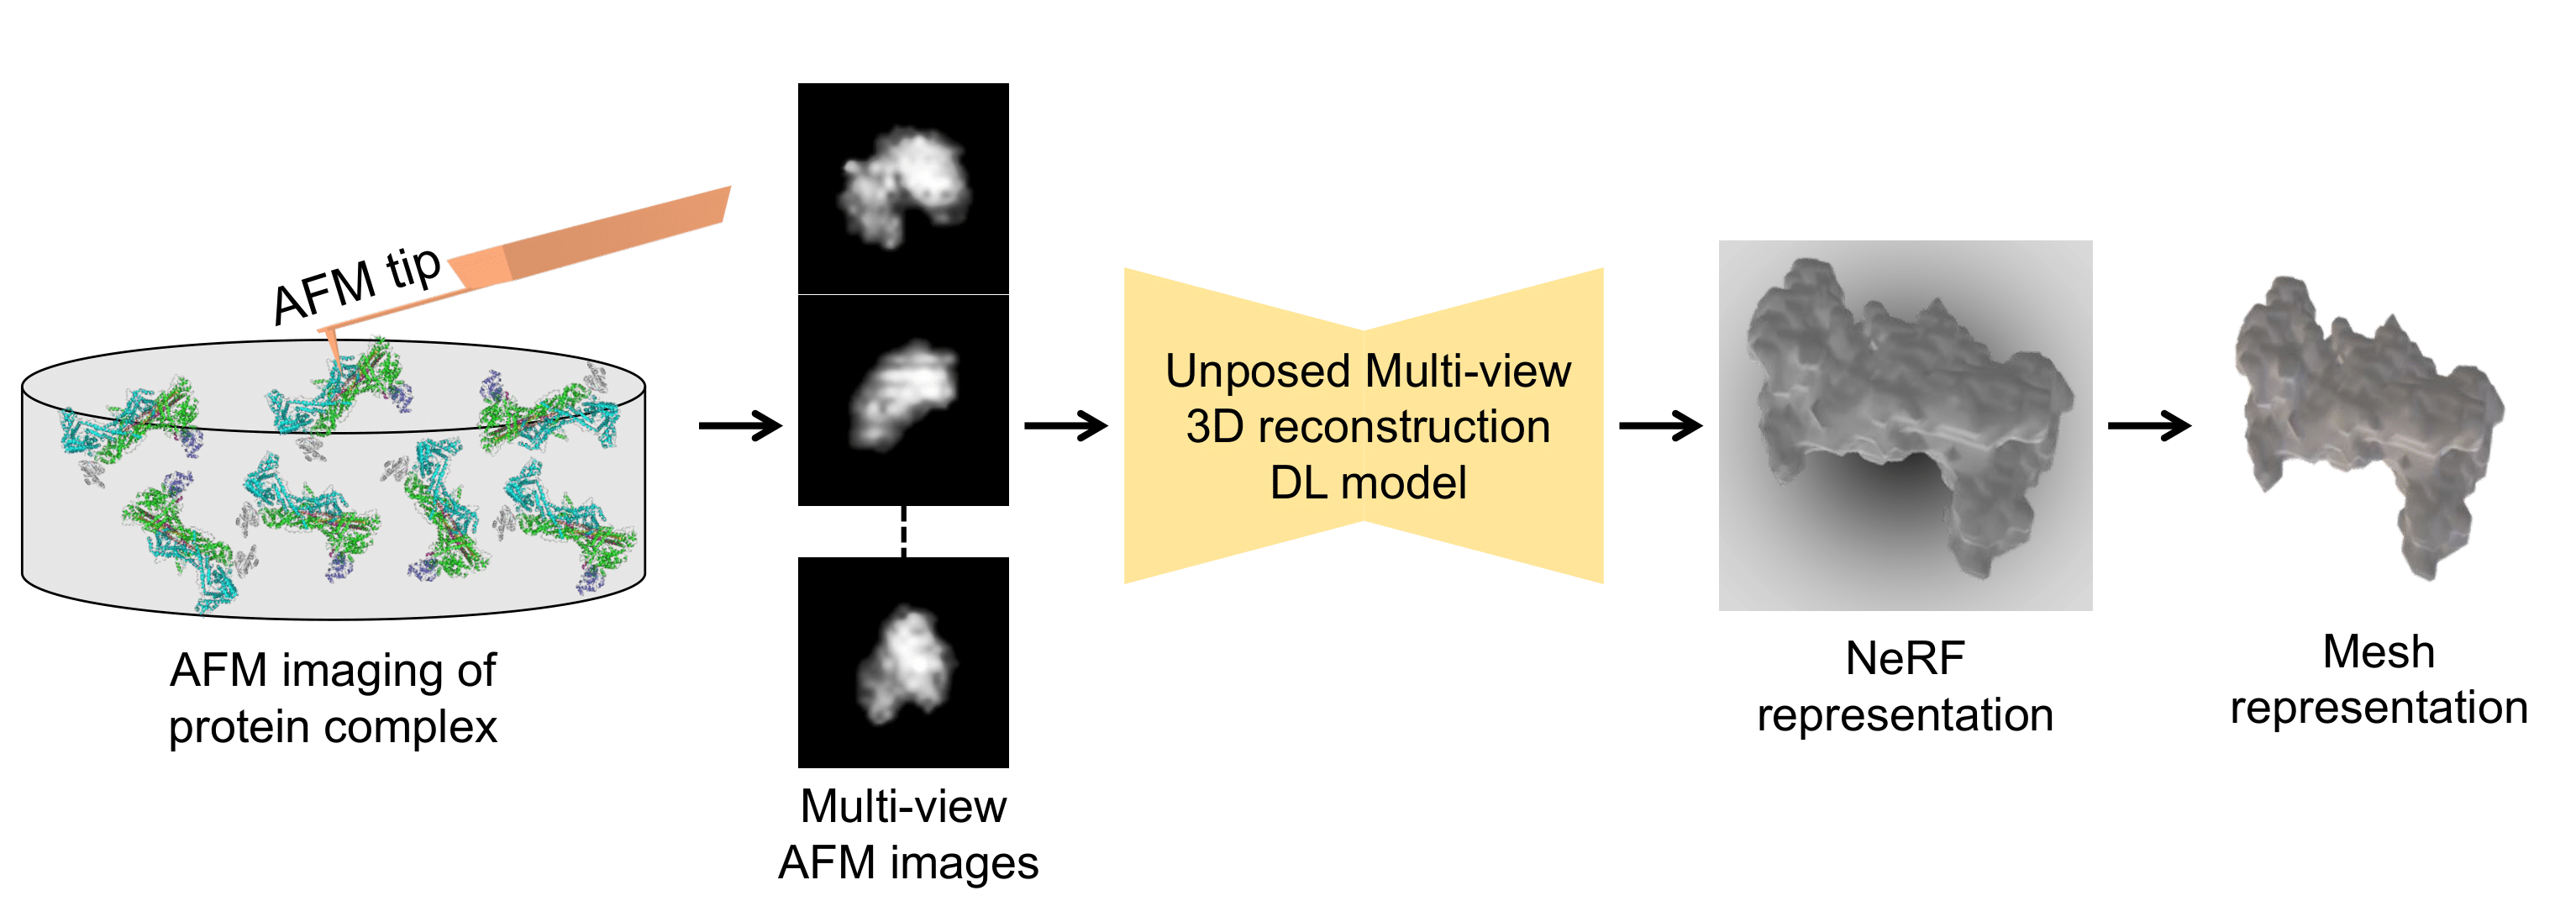 AFM tip
AFM imaging of
protein complex
Multi-view
AFM images
Unposed Multi-view
3D reconstruction
DL model
NeRF
representation
Mesh
representation